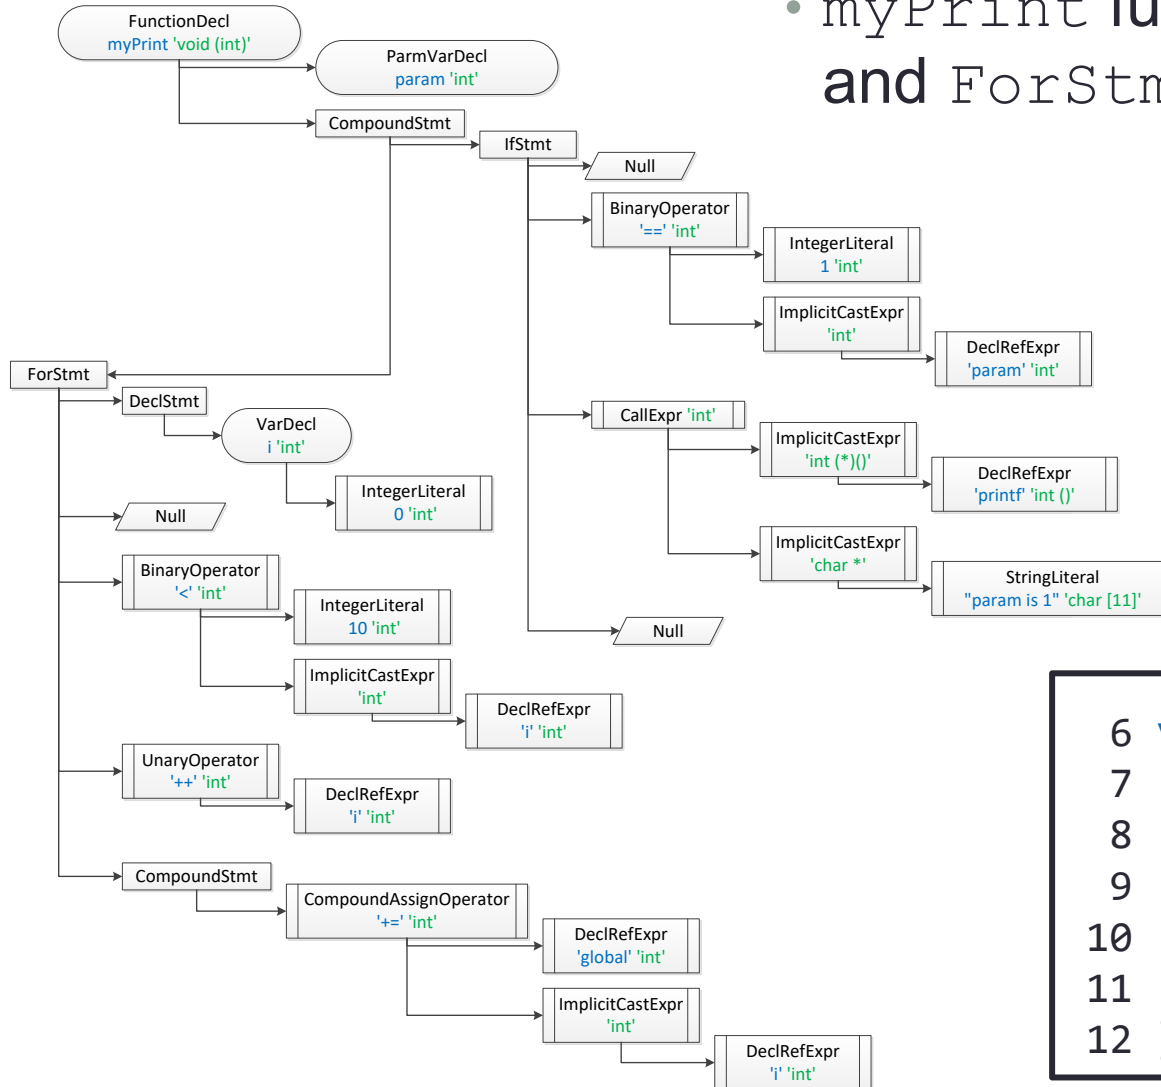 • myPrint fu
and ForStm
FunctionDecl
myPrint 'void (int)'
ParmVarDecl
param 'int'
CompoundStmt
IfStmt
Null
BinaryOperator
'==' 'int'
IntegerLiteral
1 'int'
ImplicitCastExpr
'int'
DeclRefExpr
'param' 'int'
CallExpr 'int'
ImplicitCastExpr
'int (*)()'
DeclRefExpr
'printf' 'int ()'
ImplicitCastExpr
'char *'
StringLiteral
"param is 1" 'char [11]'
Null
ForStmt
DeclStmt
VarDecl
i 'int'
IntegerLiteral
0 'int'
Null
BinaryOperator
'<' 'int'
IntegerLiteral
10 'int'
ImplicitCastExpr
'int'
DeclRefExpr
'i' 'int'
UnaryOperator
'++' 'int'
DeclRefExpr
'i' 'int'
CompoundStmt
CompoundAssignOperator
'+=' 'int'
DeclRefExpr
'global' 'int'
ImplicitCastExpr
'int'
DeclRefExpr
'i' 'int'
6
7
8
9
10
11
12